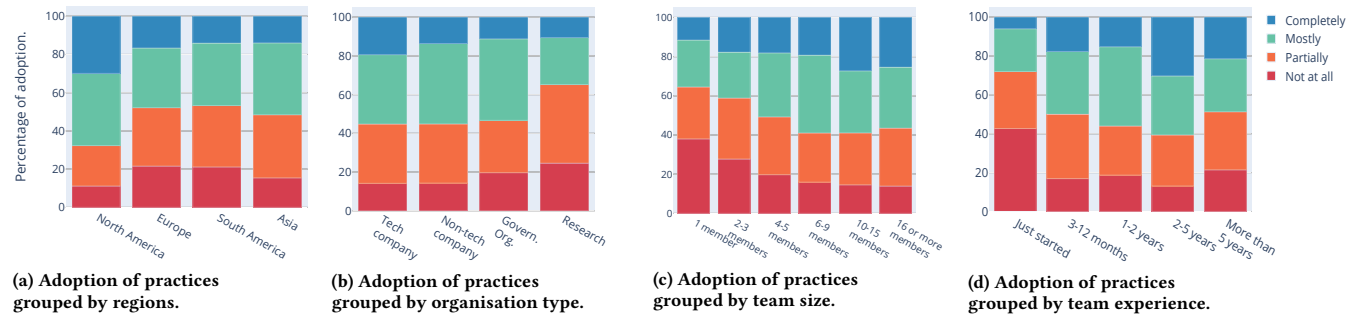 Percentage of adoption.
100
80
60
40
20
0
North America
Europe
South America
Asia
(a) Adoption of practices
grouped by regions.
100
80
60
40
20
0
Tech
company
Non-tech
company
Govern.
Org.
Research
(b) Adoption of practices
grouped by organisation type.
100
80
60
40
20
0
1 member
2-3
members
4-5
members
6-9
members
10-15
members
16 or more
members
(c) Adoption of practices
grouped by team size.
100
80
60
40
20
0
Just started
3-12 months
1-2 years
2-5 years
More than
5 years
(d) Adoption of practices
grouped by team experience.
Completely
Mostly
Partially
Not at all